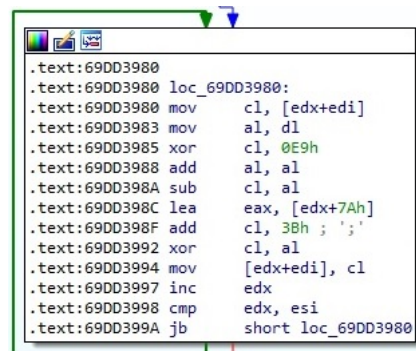 .text:69DD3980
.text:69DD3980 loc_69DD3980:
.text:69DD3980 mov cl, [edx+edi]
.text:69DD3983 mov al, dl
.text:69DD3985 xor cl, 0E9h
.text:69DD3988 add al, al
.text:69DD398A sub cl, al
.text:69DD398C lea eax, [edx+7Ah]
.text:69DD398F add cl, 3Bh ; ';'
.text:69DD3992 xor cl, al
.text:69DD3994 mov [edx+edi], cl
.text:69DD3997 inc edx
.text:69DD3998 cmp edx, esi
.text:69DD399A jb short loc_69DD3980